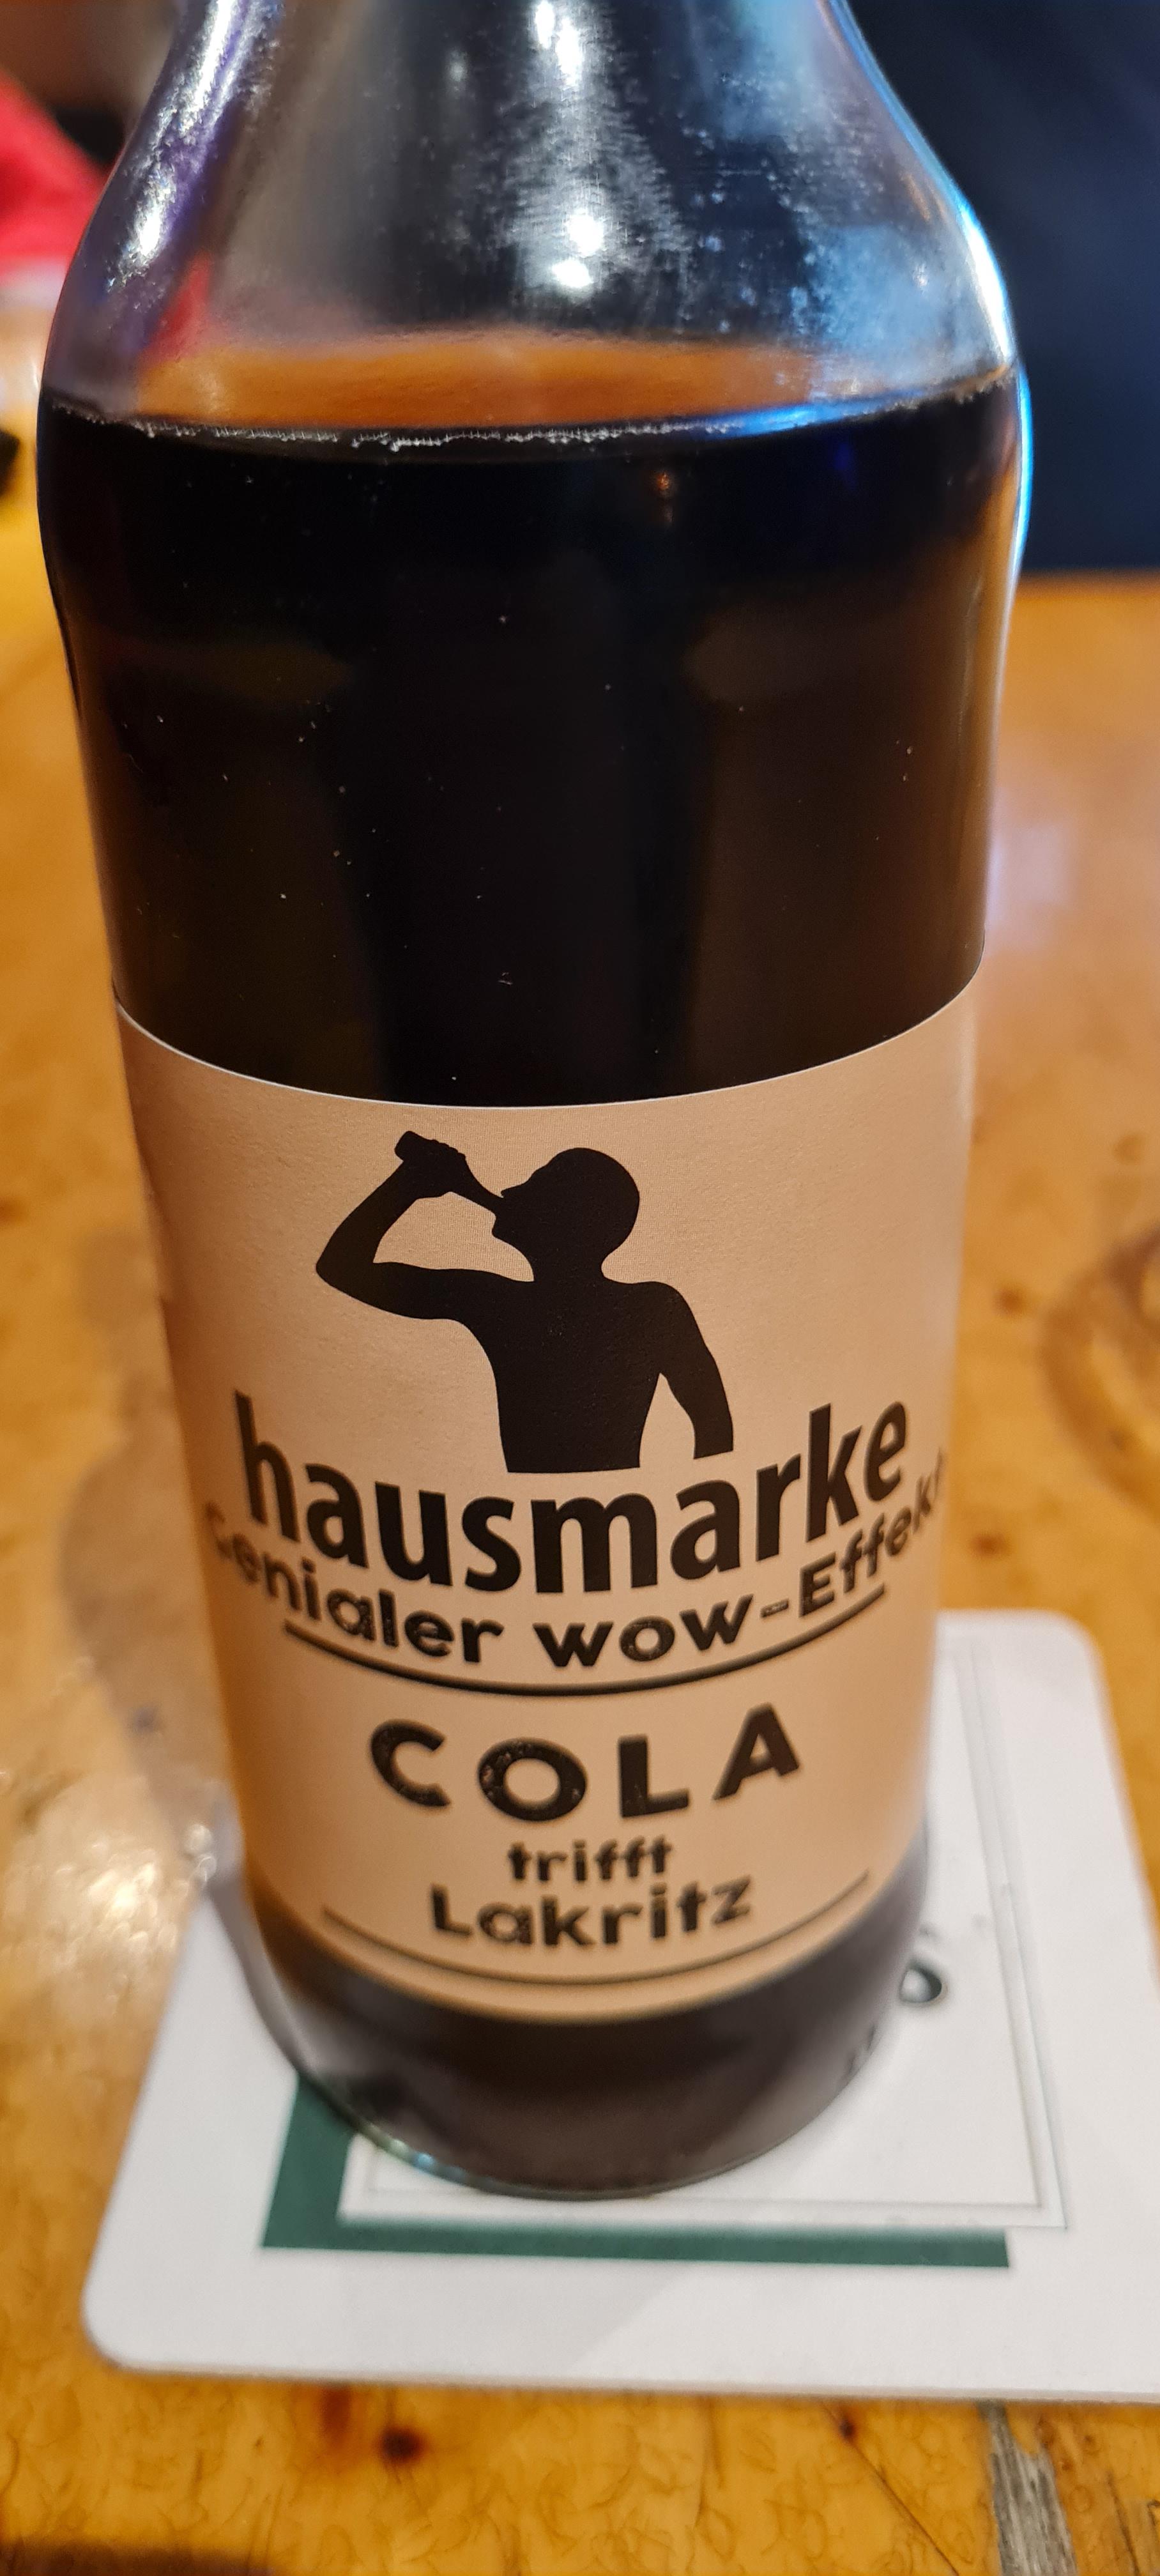 hausmarke
Genialer wow-Effekt
COLA
trifft
Lakritz